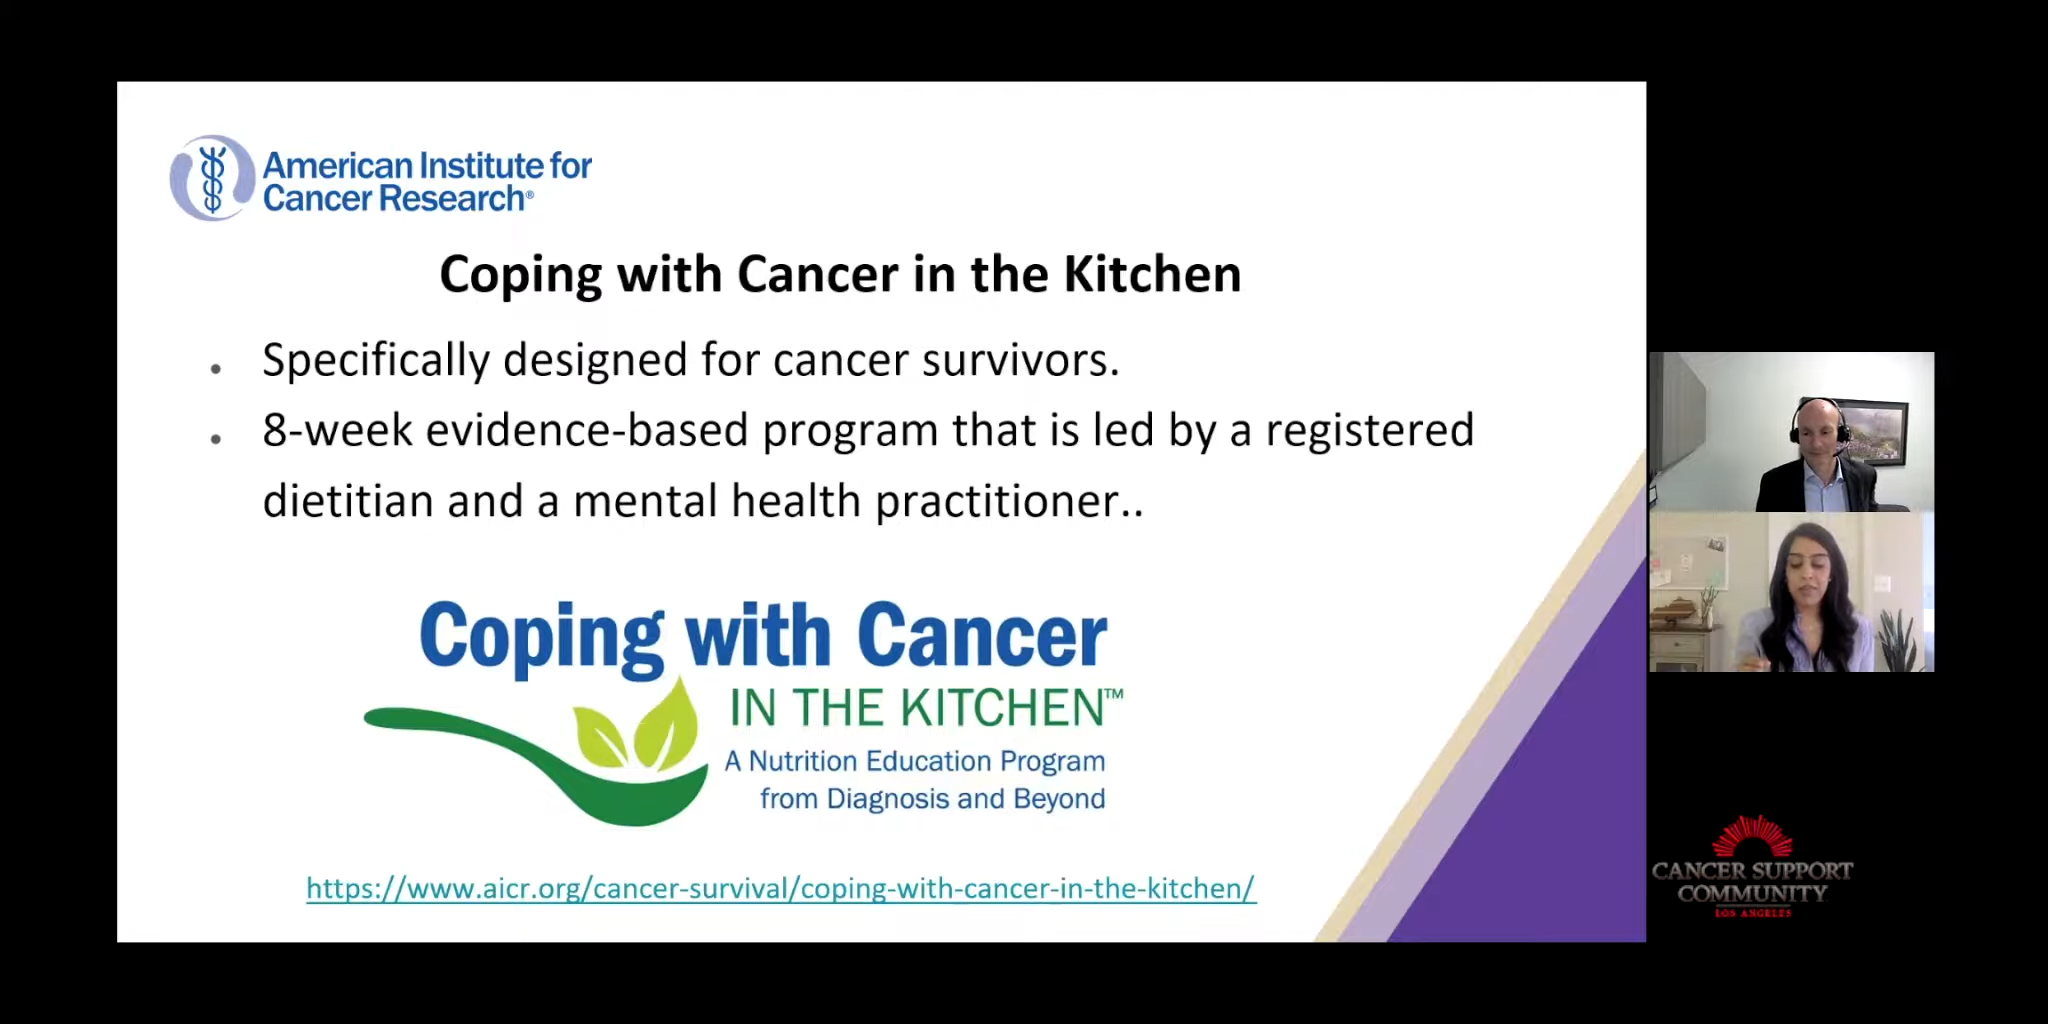 American Institute for
Cancer Research®
Coping with Cancer in the Kitchen
• Specifically designed for cancer survivors.
• 8-week evidence-based program that is led by a registered
dietitian and a mental health practitioner..
Coping with Cancer
IN THE KITCHEN™
A Nutrition Education Program
from Diagnosis and Beyond
https://www.aicr.org/cancer-survival/coping-with-cancer-in-the-kitchen/
CANCER SUPPORT
COMMUNITY
LOS ANGELES